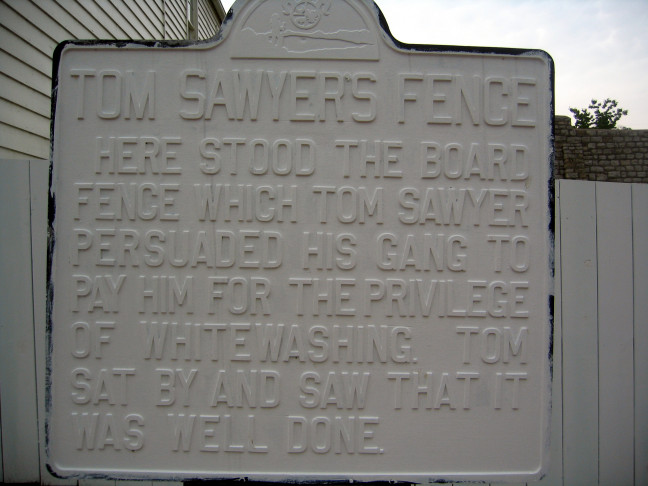 TOM SAWYER'S FENCE
HERE STOOD THE BOARD
FENCE WHICH TOM SAWYER
PERSUADED HIS GANG TO
PAY HIM FOR THE PRIVILEGE
OF WHITEWASHING. TOM
SAT BY AND SAW THAT IT
WAS WELL DONE.